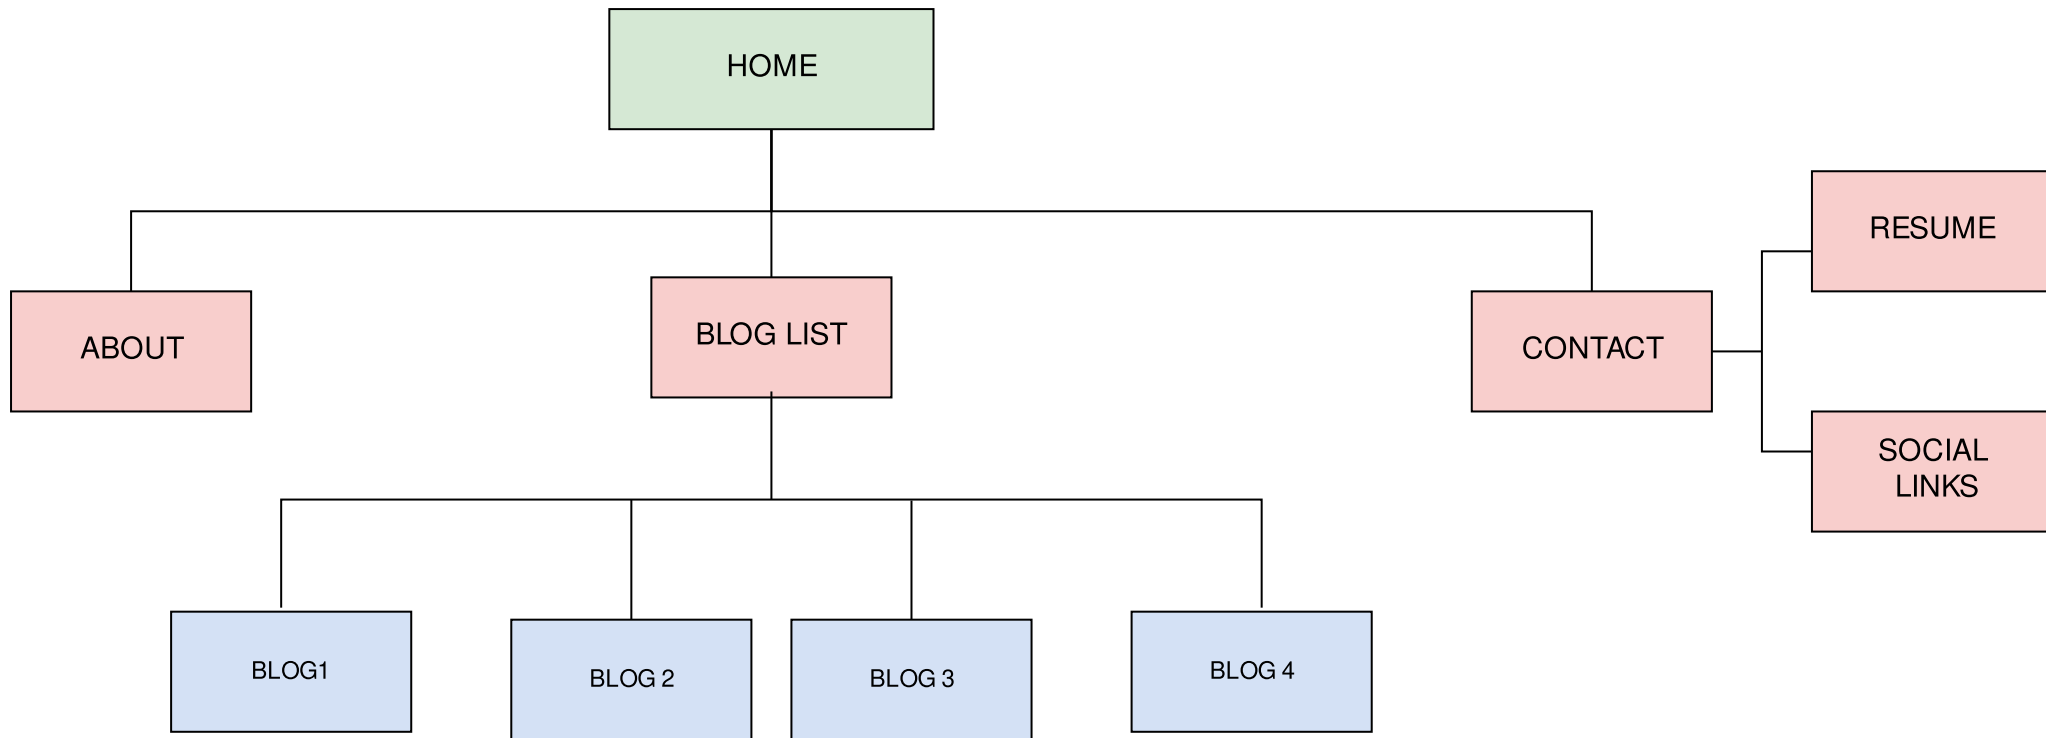 HOME
RESUME
ABOUT
BLOG LIST
CONTACT
SOCIAL
LINKS
BLOG1
BLOG 2
BLOG 3
BLOG 4